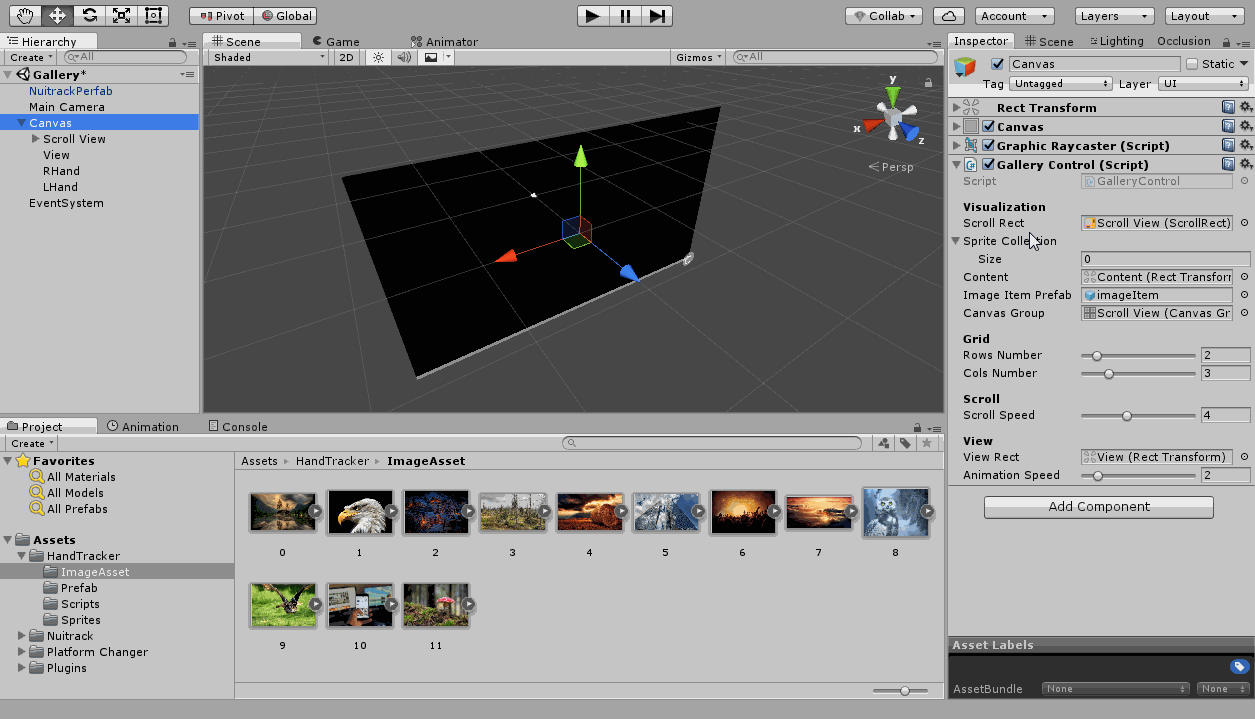 Pivot Global Collab Account Layers Layout
Hierarchy
Create All
Gallery*
NuitrackPerfab
Main Camera
Canvas
Scroll View
View
RHand
LHand
EventSystem
Scene Game Animator
Shaded 2D Gizmos All
y
x
z
Persp
Inspector Scene Lighting Occlusion
Canvas Static
Tag Untagged Layer UI
Rect Transform
Canvas
Graphic Raycaster (Script)
Gallery Control (Script)
Script GalleryControl
Visualization
Scroll Rect Scroll View (ScrollRect)
Sprite Collection
Size 0
Content Content (Rect Transforr
Image Item Prefab imageItem
Canvas Group Scroll View (Canvas Gr
Grid
Rows Number 2
Cols Number 3
Scroll
Scroll Speed 4
View
View Rect View (Rect Transform)
Animation Speed 2
Add Component
Asset Labels
AssetBundle None None
Project Animation Console
Create
Favorites
All Materials
All Models
All Prefabs
Assets
HandTracker
ImageAsset
Prefab
Scripts
Sprites
Nuitrack
Platform Changer
Plugins
Assets HandTracker ImageAsset
0 1 2 3 4 5 6 7 8
9 10 11